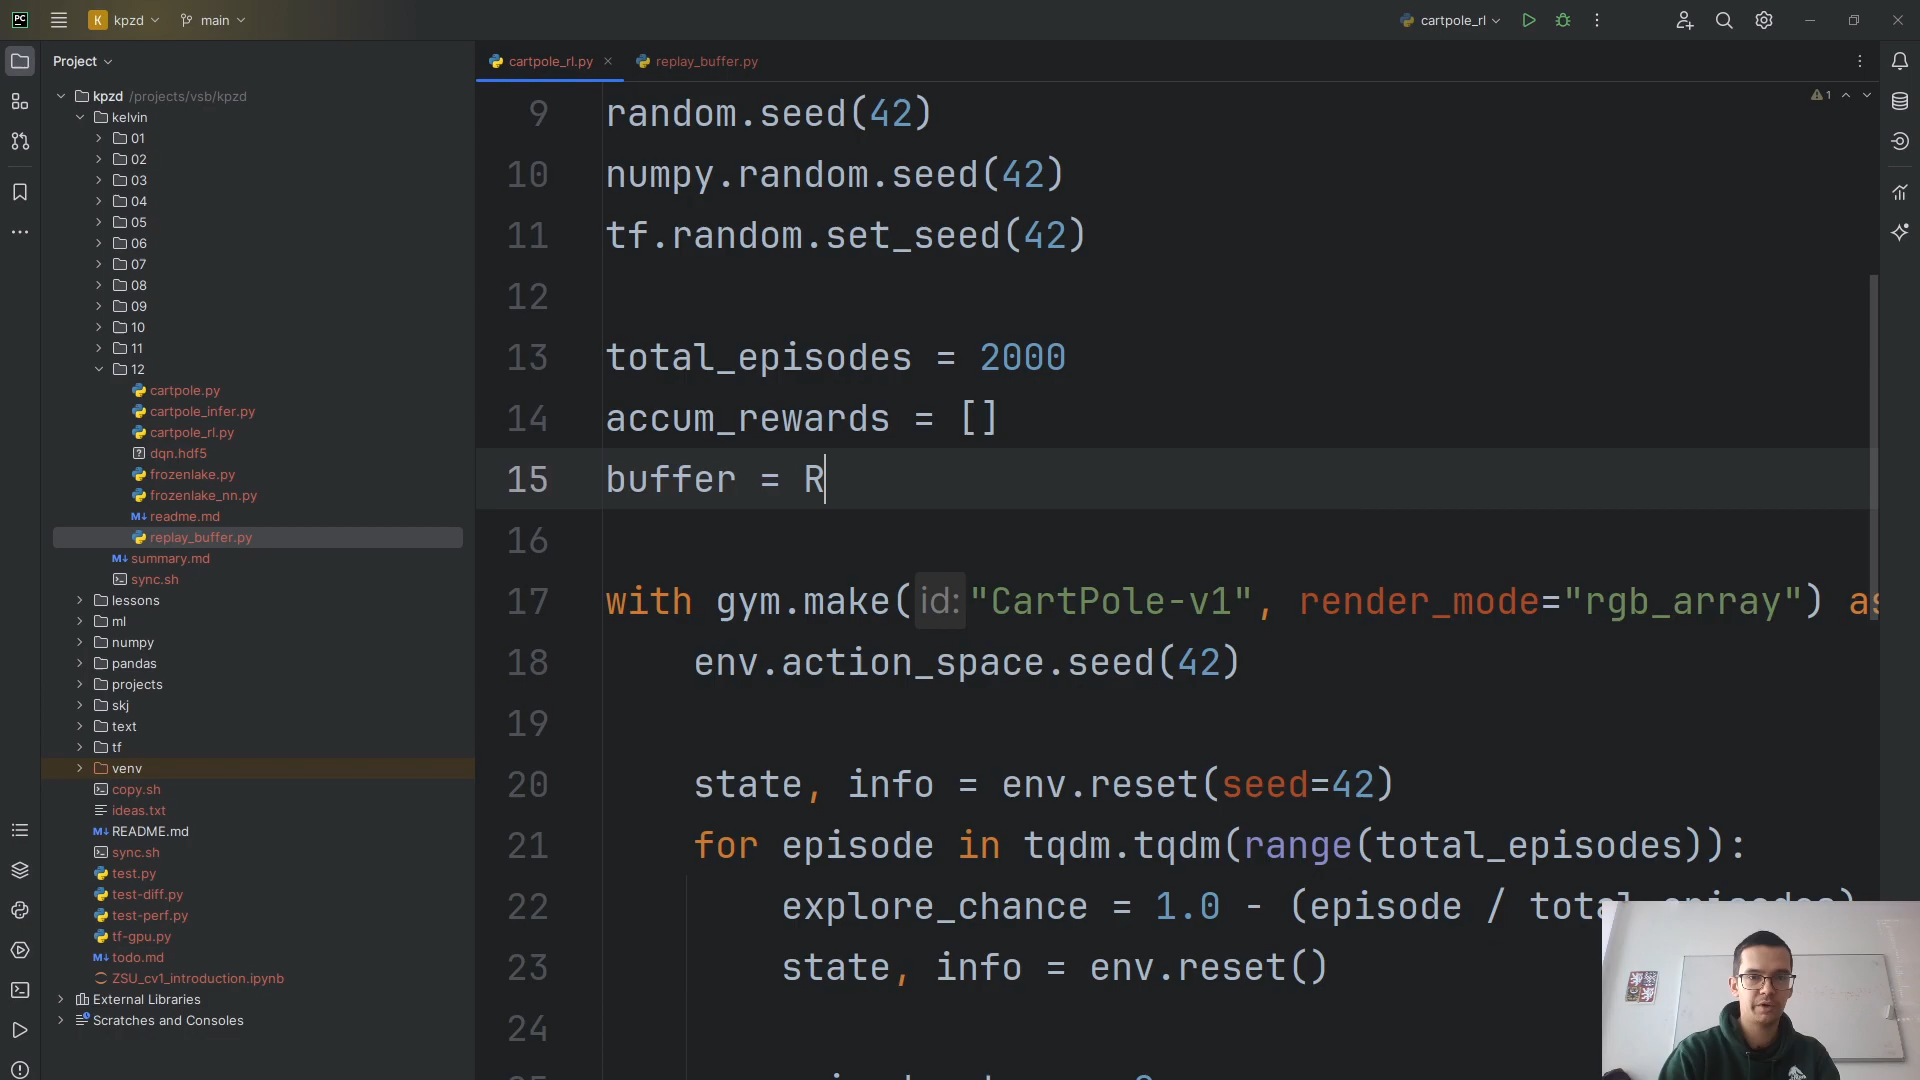 K kpzd main
cartpole_rl
Project
cartpole_rl.py
replay_buffer.py
1
kpzd /projects/vsb/kpzd
kelvin
01
02
03
04
05
06
07
08
09
10
11
12
cartpole.py
cartpole_infer.py
cartpole_rl.py
dqn.hdf5
frozenlake.py
frozenlake_nn.py
readme.md
replay_buffer.py
summary.md
sync.sh
lessons
ml
numpy
pandas
projects
skj
text
tf
venv
copy.sh
ideas.txt
README.md
sync.sh
test.py
test-diff.py
test-perf.py
tf-gpu.py
todo.md
ZSU_cv1_introduction.ipynb
External Libraries
Scratches and Consoles
9 random.seed(42)
10 numpy.random.seed(42)
11 tf.random.set_seed(42)
12
13 total_episodes = 2000
14 accum_rewards = []
15 buffer = R
16
17 with gym.make(id:"CartPole-v1", render_mode="rgb_array") as
18 env.action_space.seed(42)
19
20 state, info = env.reset(seed=42)
21 for episode in tqdm.tqdm(range(total_episodes)):
22 explore_chance = 1.0 - (episode / total_episodes)
23 state, info = env.reset()
24